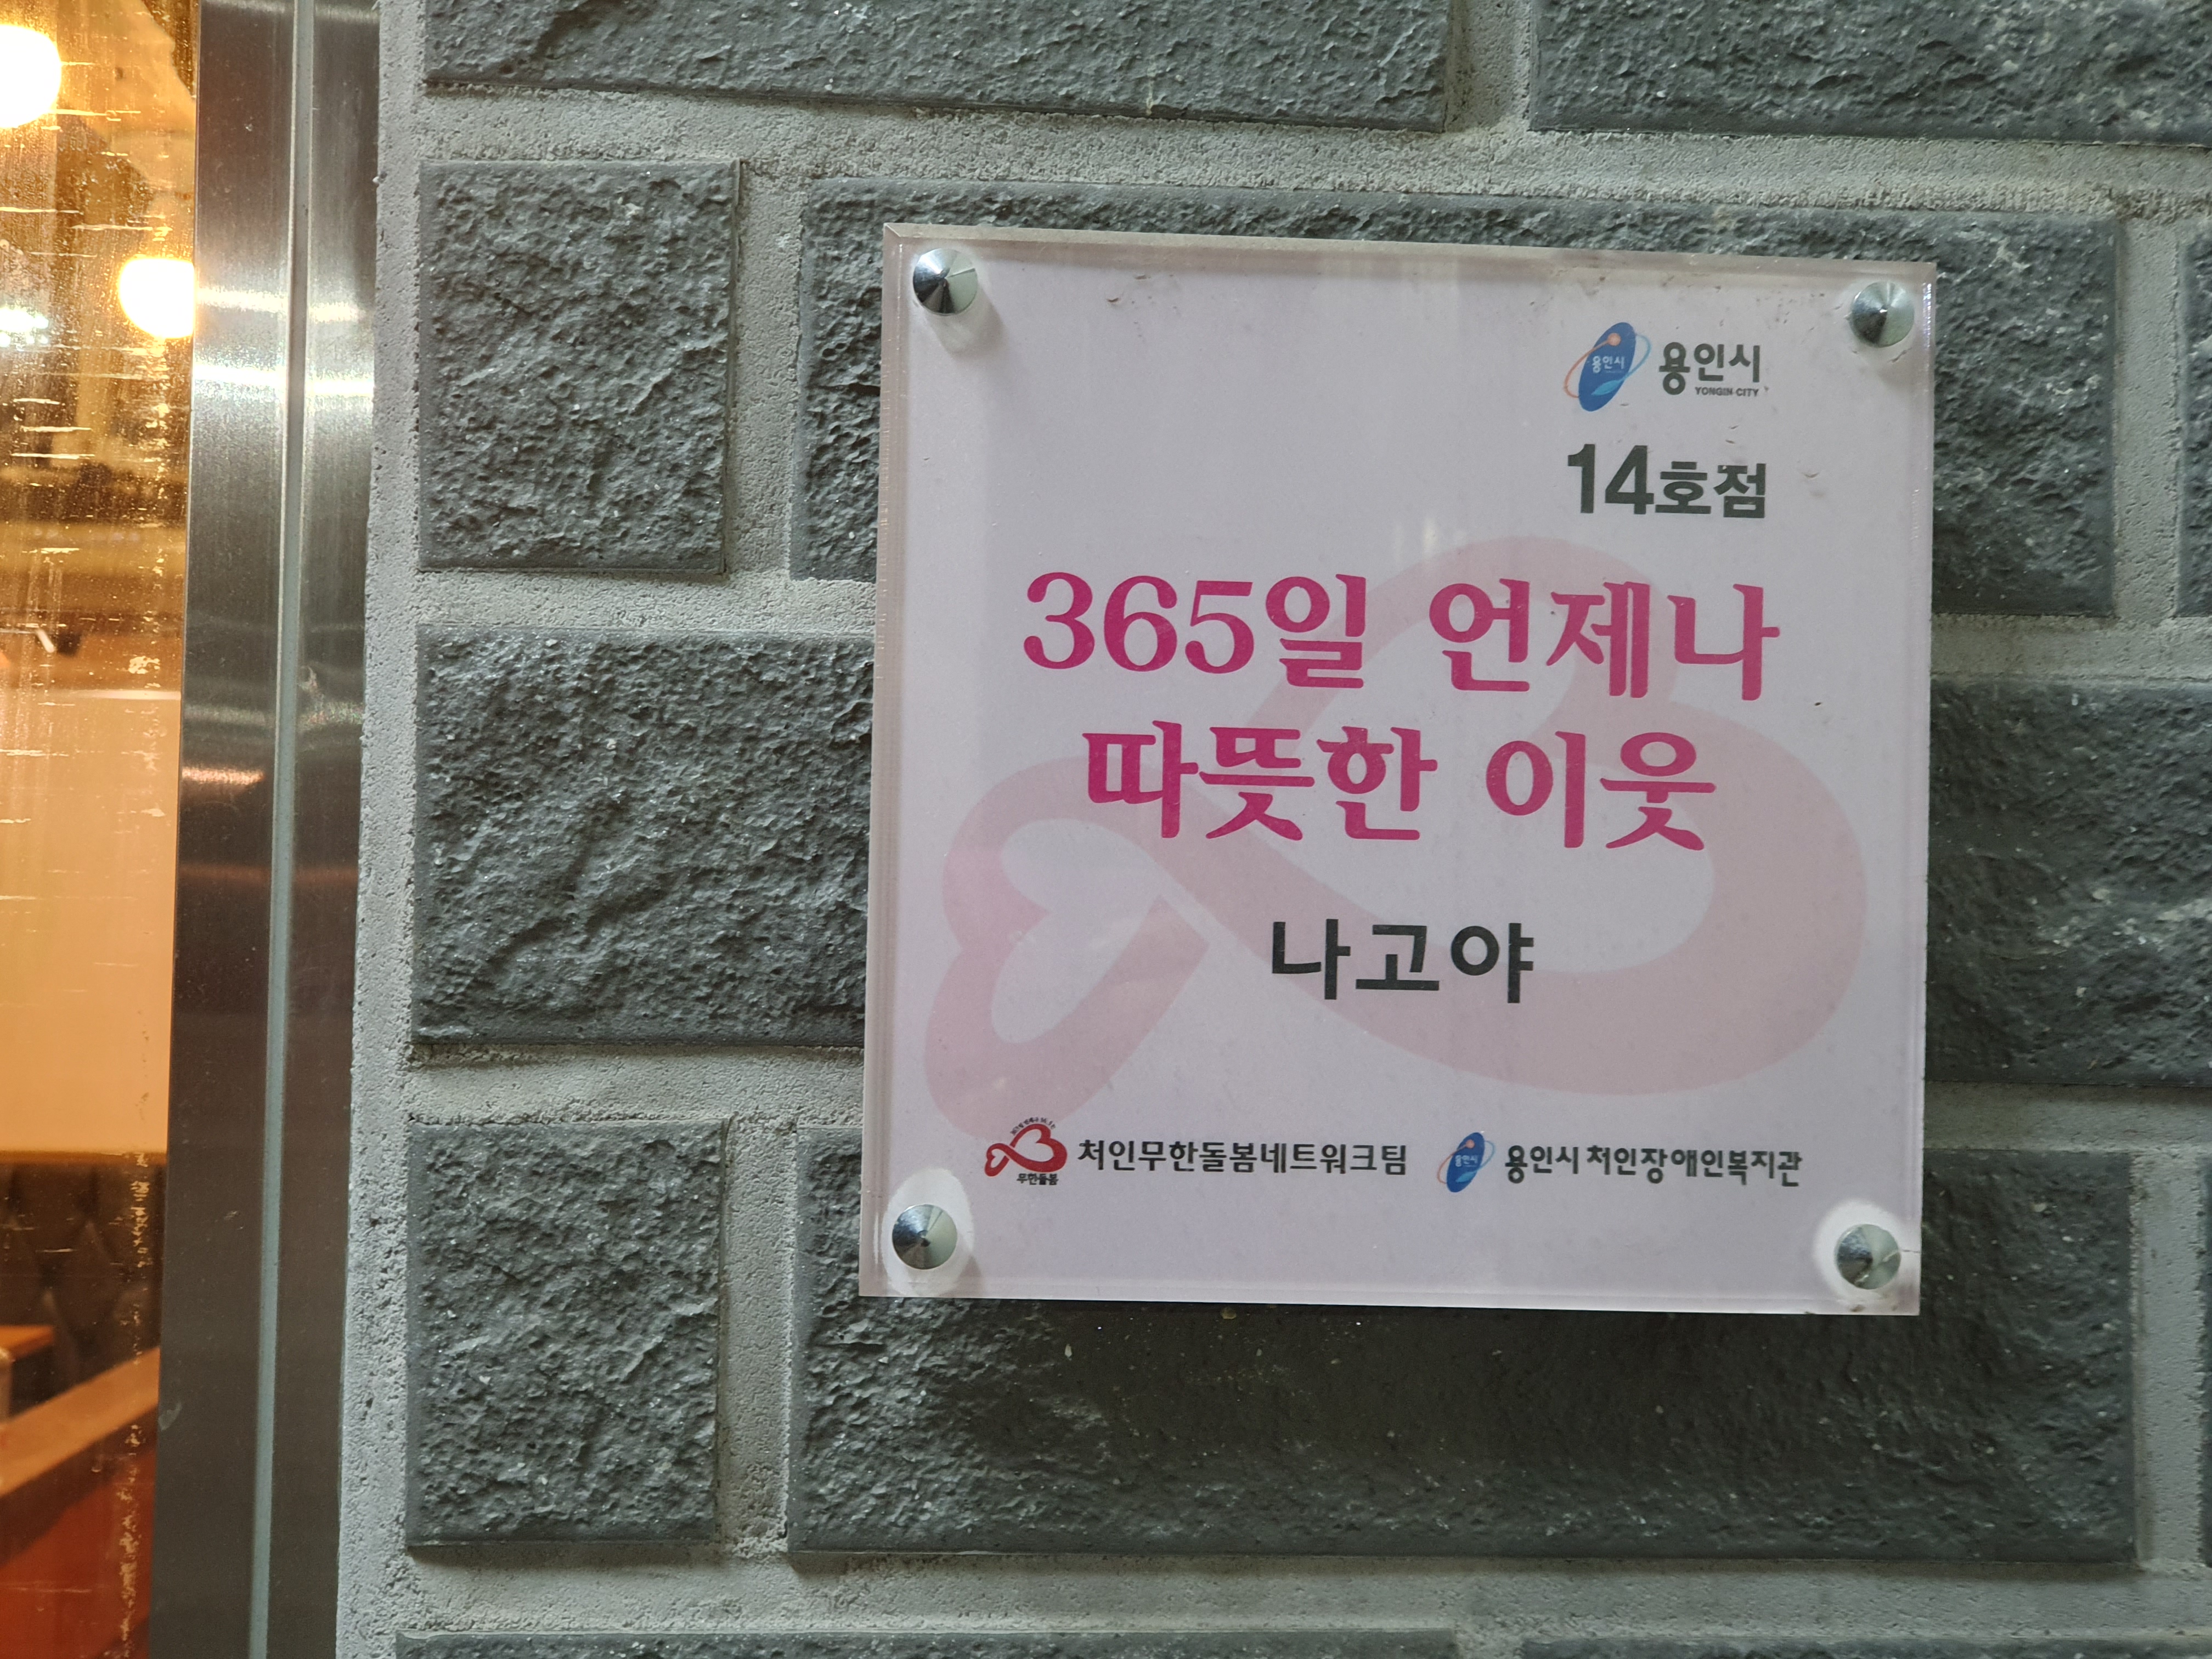 용인시 용인시
YONGIN CITY
14호점
365일 언제나
따뜻한 이웃
나고야
무한돌봄 처인무한돌봄네트워크팀 용인시 용인시처인장애인복지관